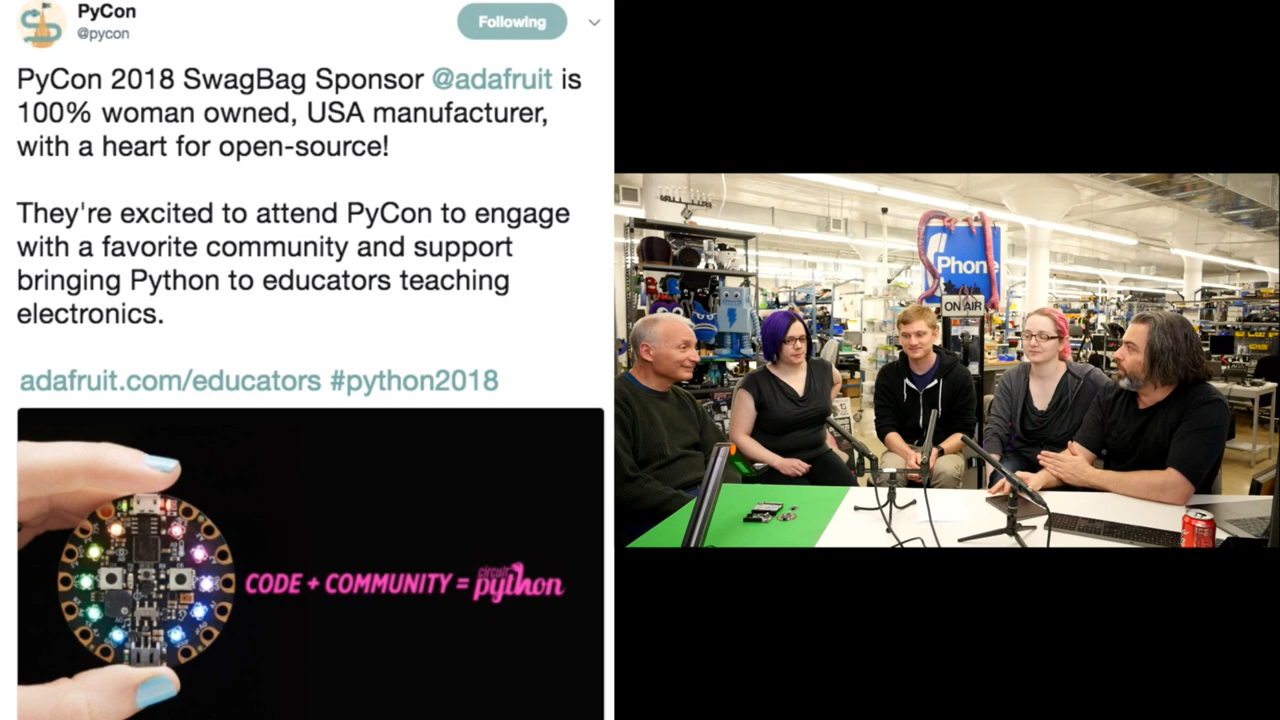 PyCon
@pycon
Following
PyCon 2018 SwagBag Sponsor @adafruit is
100% woman owned, USA manufacturer,
with a heart for open-source!
They're excited to attend PyCon to engage
with a favorite community and support
bringing Python to educators teaching
electronics.
adafruit.com/educators #python2018
CODE + COMMUNITY = circuit python
Phone
ON AIR